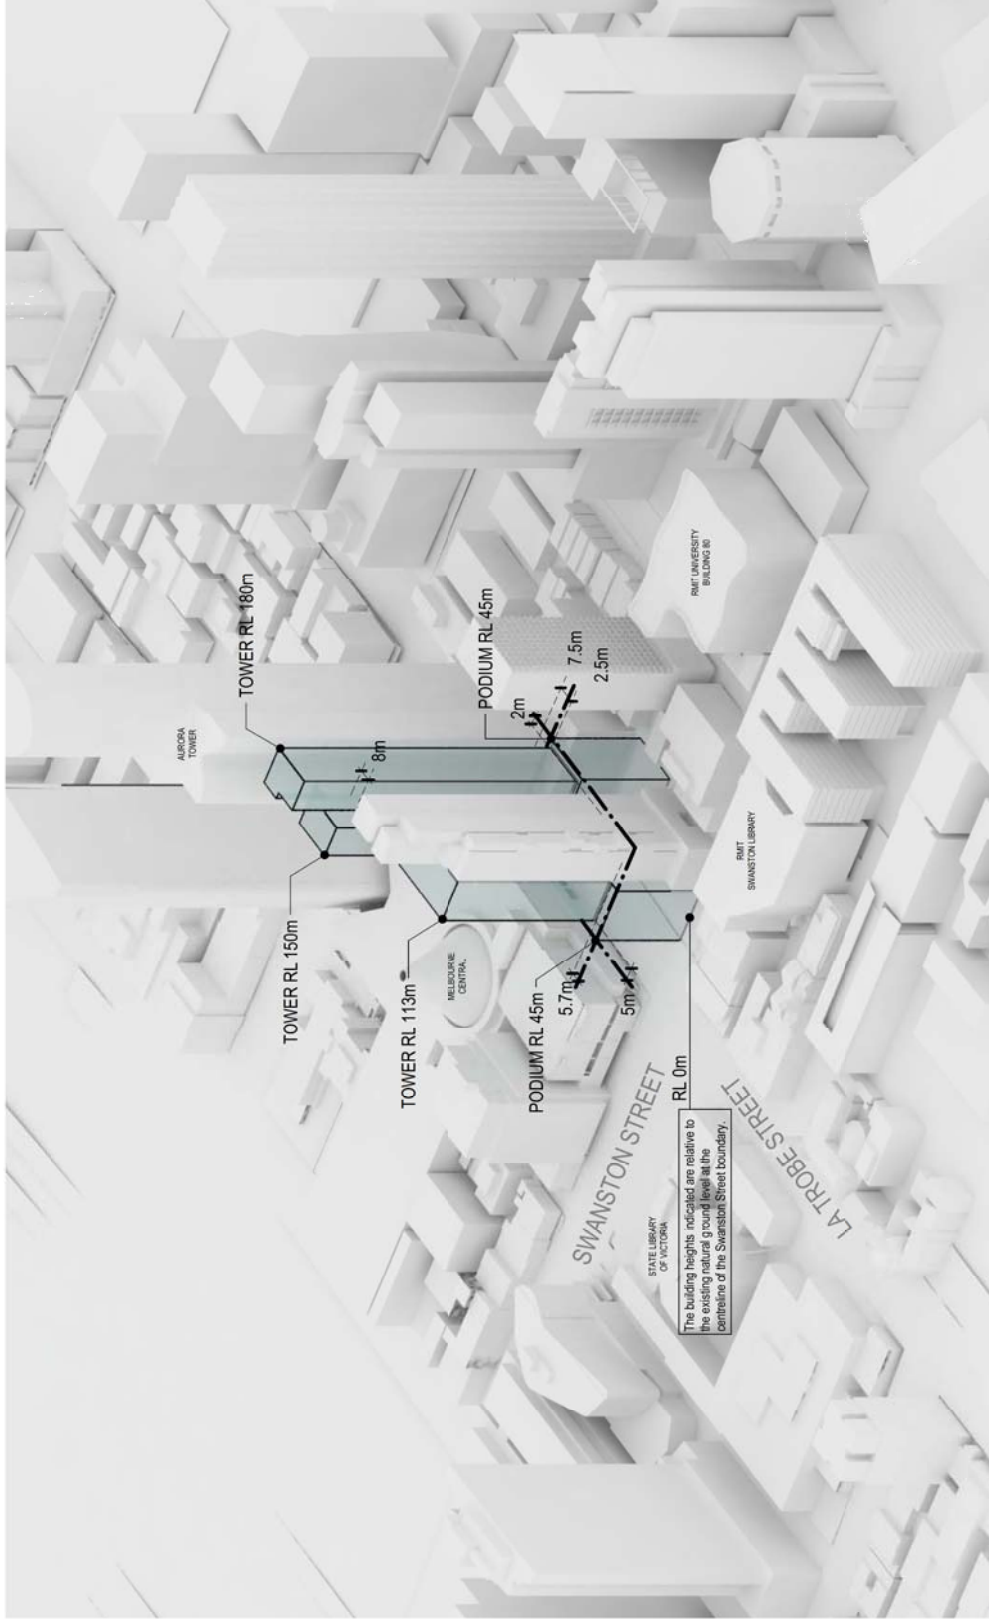 AURORA
TOWER
TOWER RL 180m
TOWER RL 150m
8m
TOWER RL 113m
MELBOURNE
CENTRAL
PODIUM RL 45m
2m
7.5m
2.5m
PODIUM RL 45m
5.7m
5m
RMIT UNIVERSITY
BUILDING 80
RMIT
SWANSTON LIBRARY
SWANSTON STREET
RL 0m
STATE LIBRARY
OF VICTORIA
LA TROBE STREET
The building heights indicated are relative to
the existing natural ground level at the
centreline of the Swanston Street boundary.